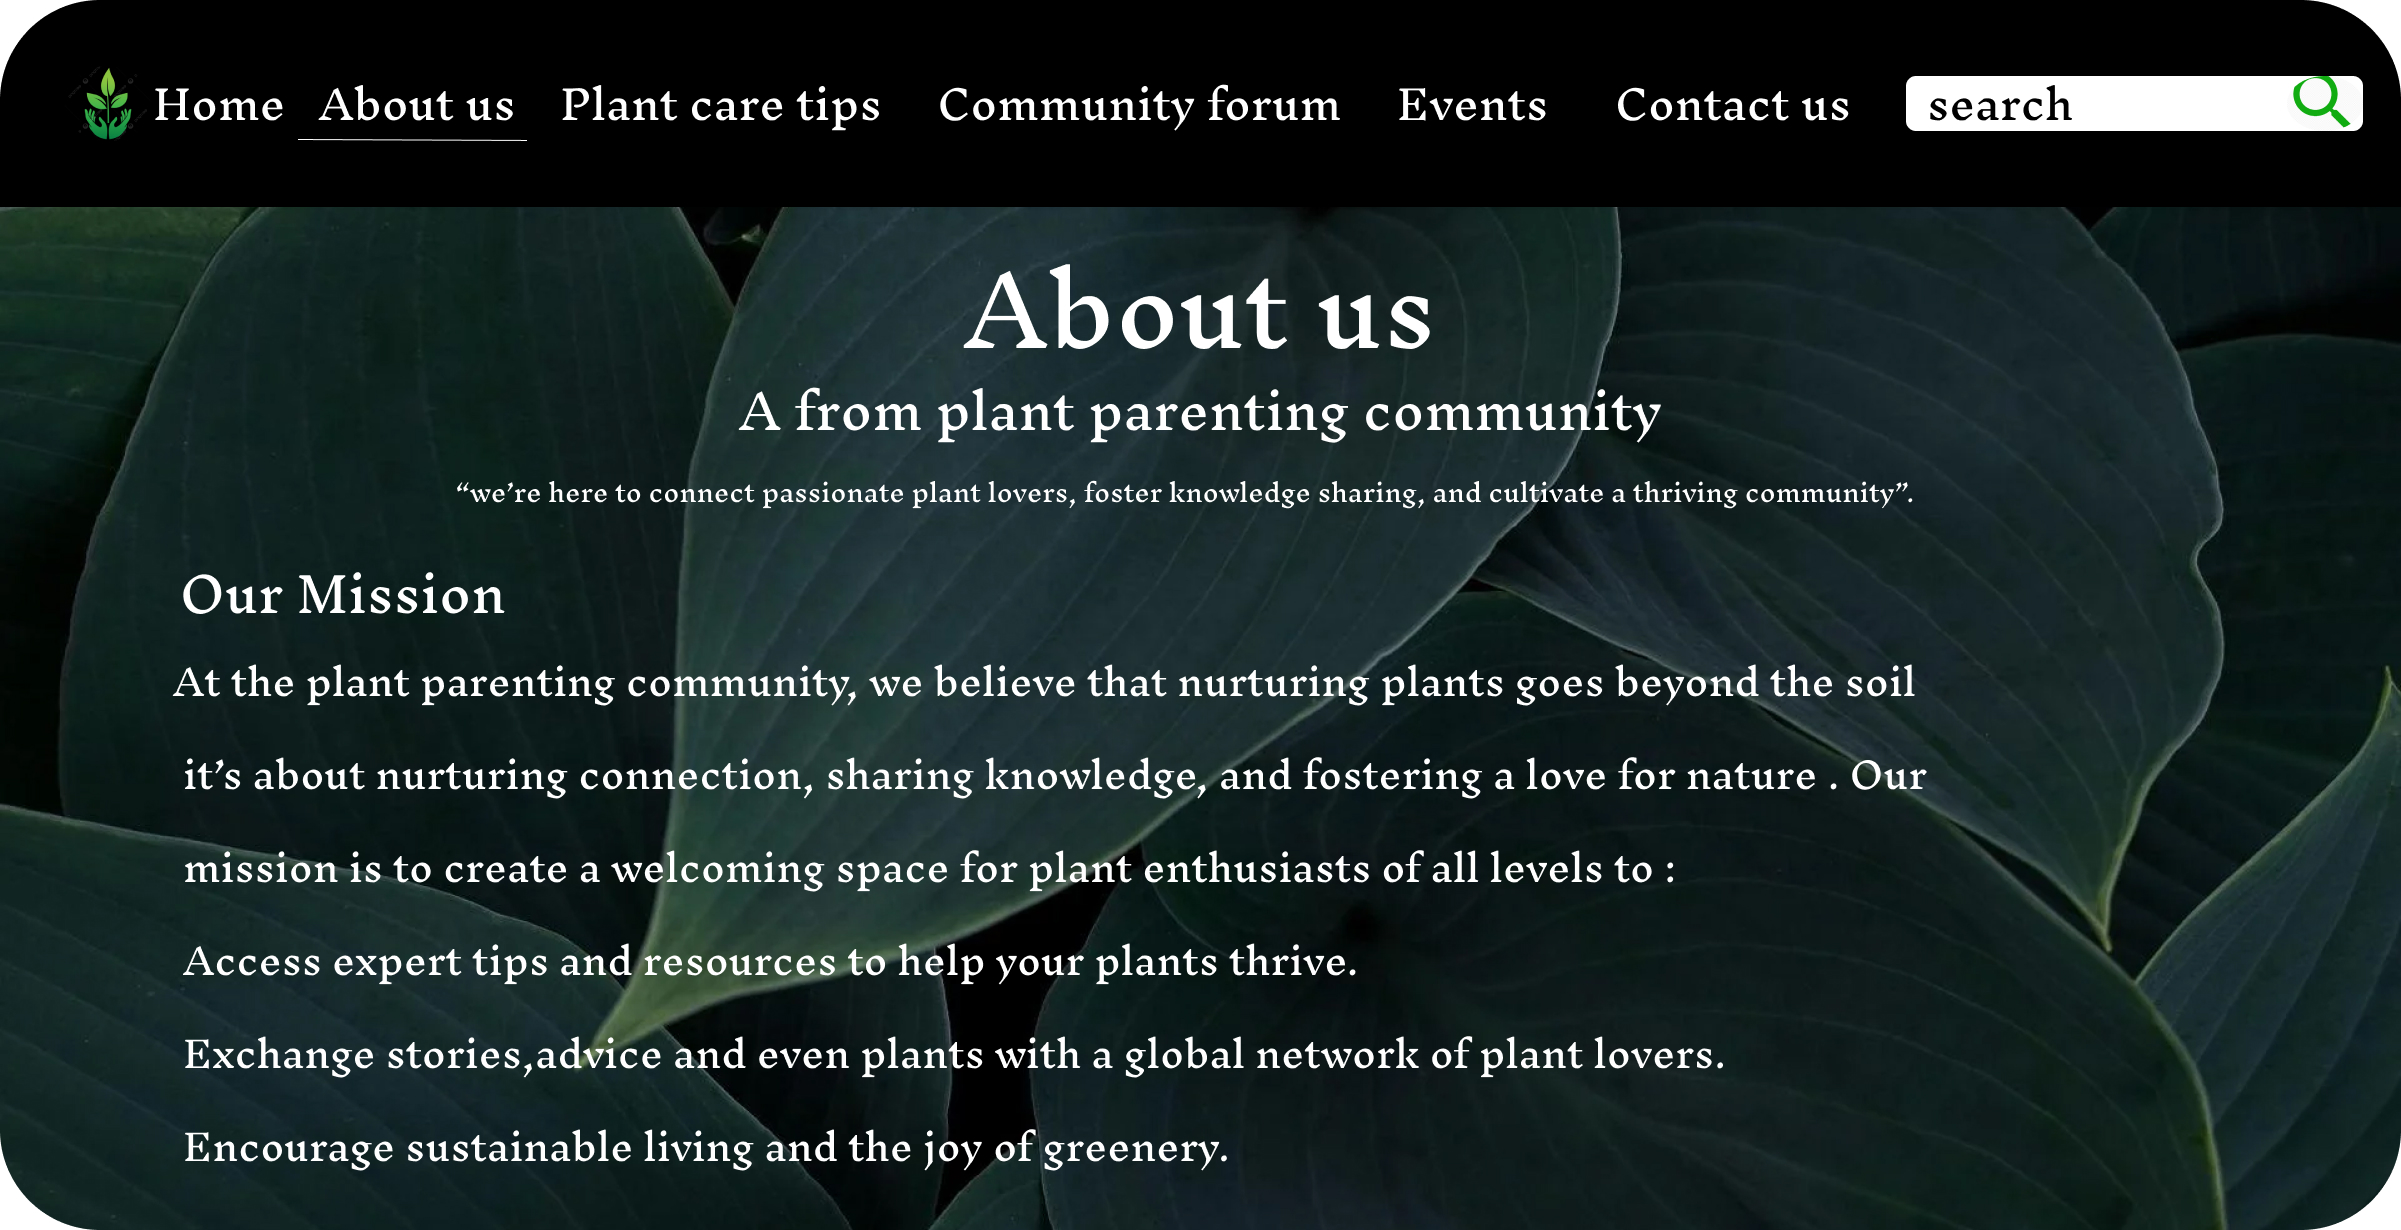 Home About us Plant care tips Community forum Events Contact us search
About us
A from plant parenting community
“we’re here to connect passionate plant lovers, foster knowledge sharing, and cultivate a thriving community”.
Our Mission
At the plant parenting community, we believe that nurturing plants goes beyond the soil
it’s about nurturing connection, sharing knowledge, and fostering a love for nature . Our
mission is to create a welcoming space for plant enthusiasts of all levels to :
Access expert tips and resources to help your plants thrive.
Exchange stories,advice and even plants with a global network of plant lovers.
Encourage sustainable living and the joy of greenery.